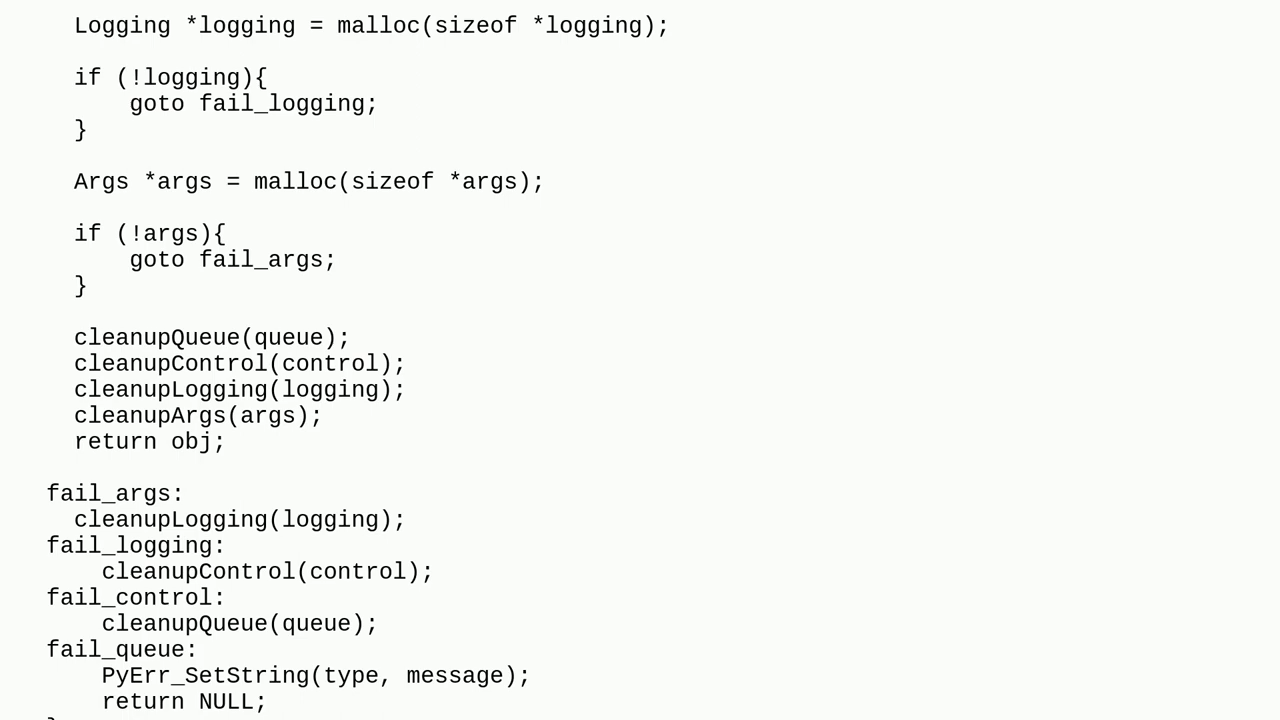 Logging *logging = malloc(sizeof *logging);
if (!logging){
goto fail_logging;
}
Args *args = malloc(sizeof *args);
if (!args){
goto fail_args;
}
cleanupQueue(queue);
cleanupControl(control);
cleanupLogging(logging);
cleanupArgs(args);
return obj;
fail_args:
cleanupLogging(logging);
fail_logging:
cleanupControl(control);
fail_control:
cleanupQueue(queue);
fail_queue:
PyErr_SetString(type, message);
return NULL;
}